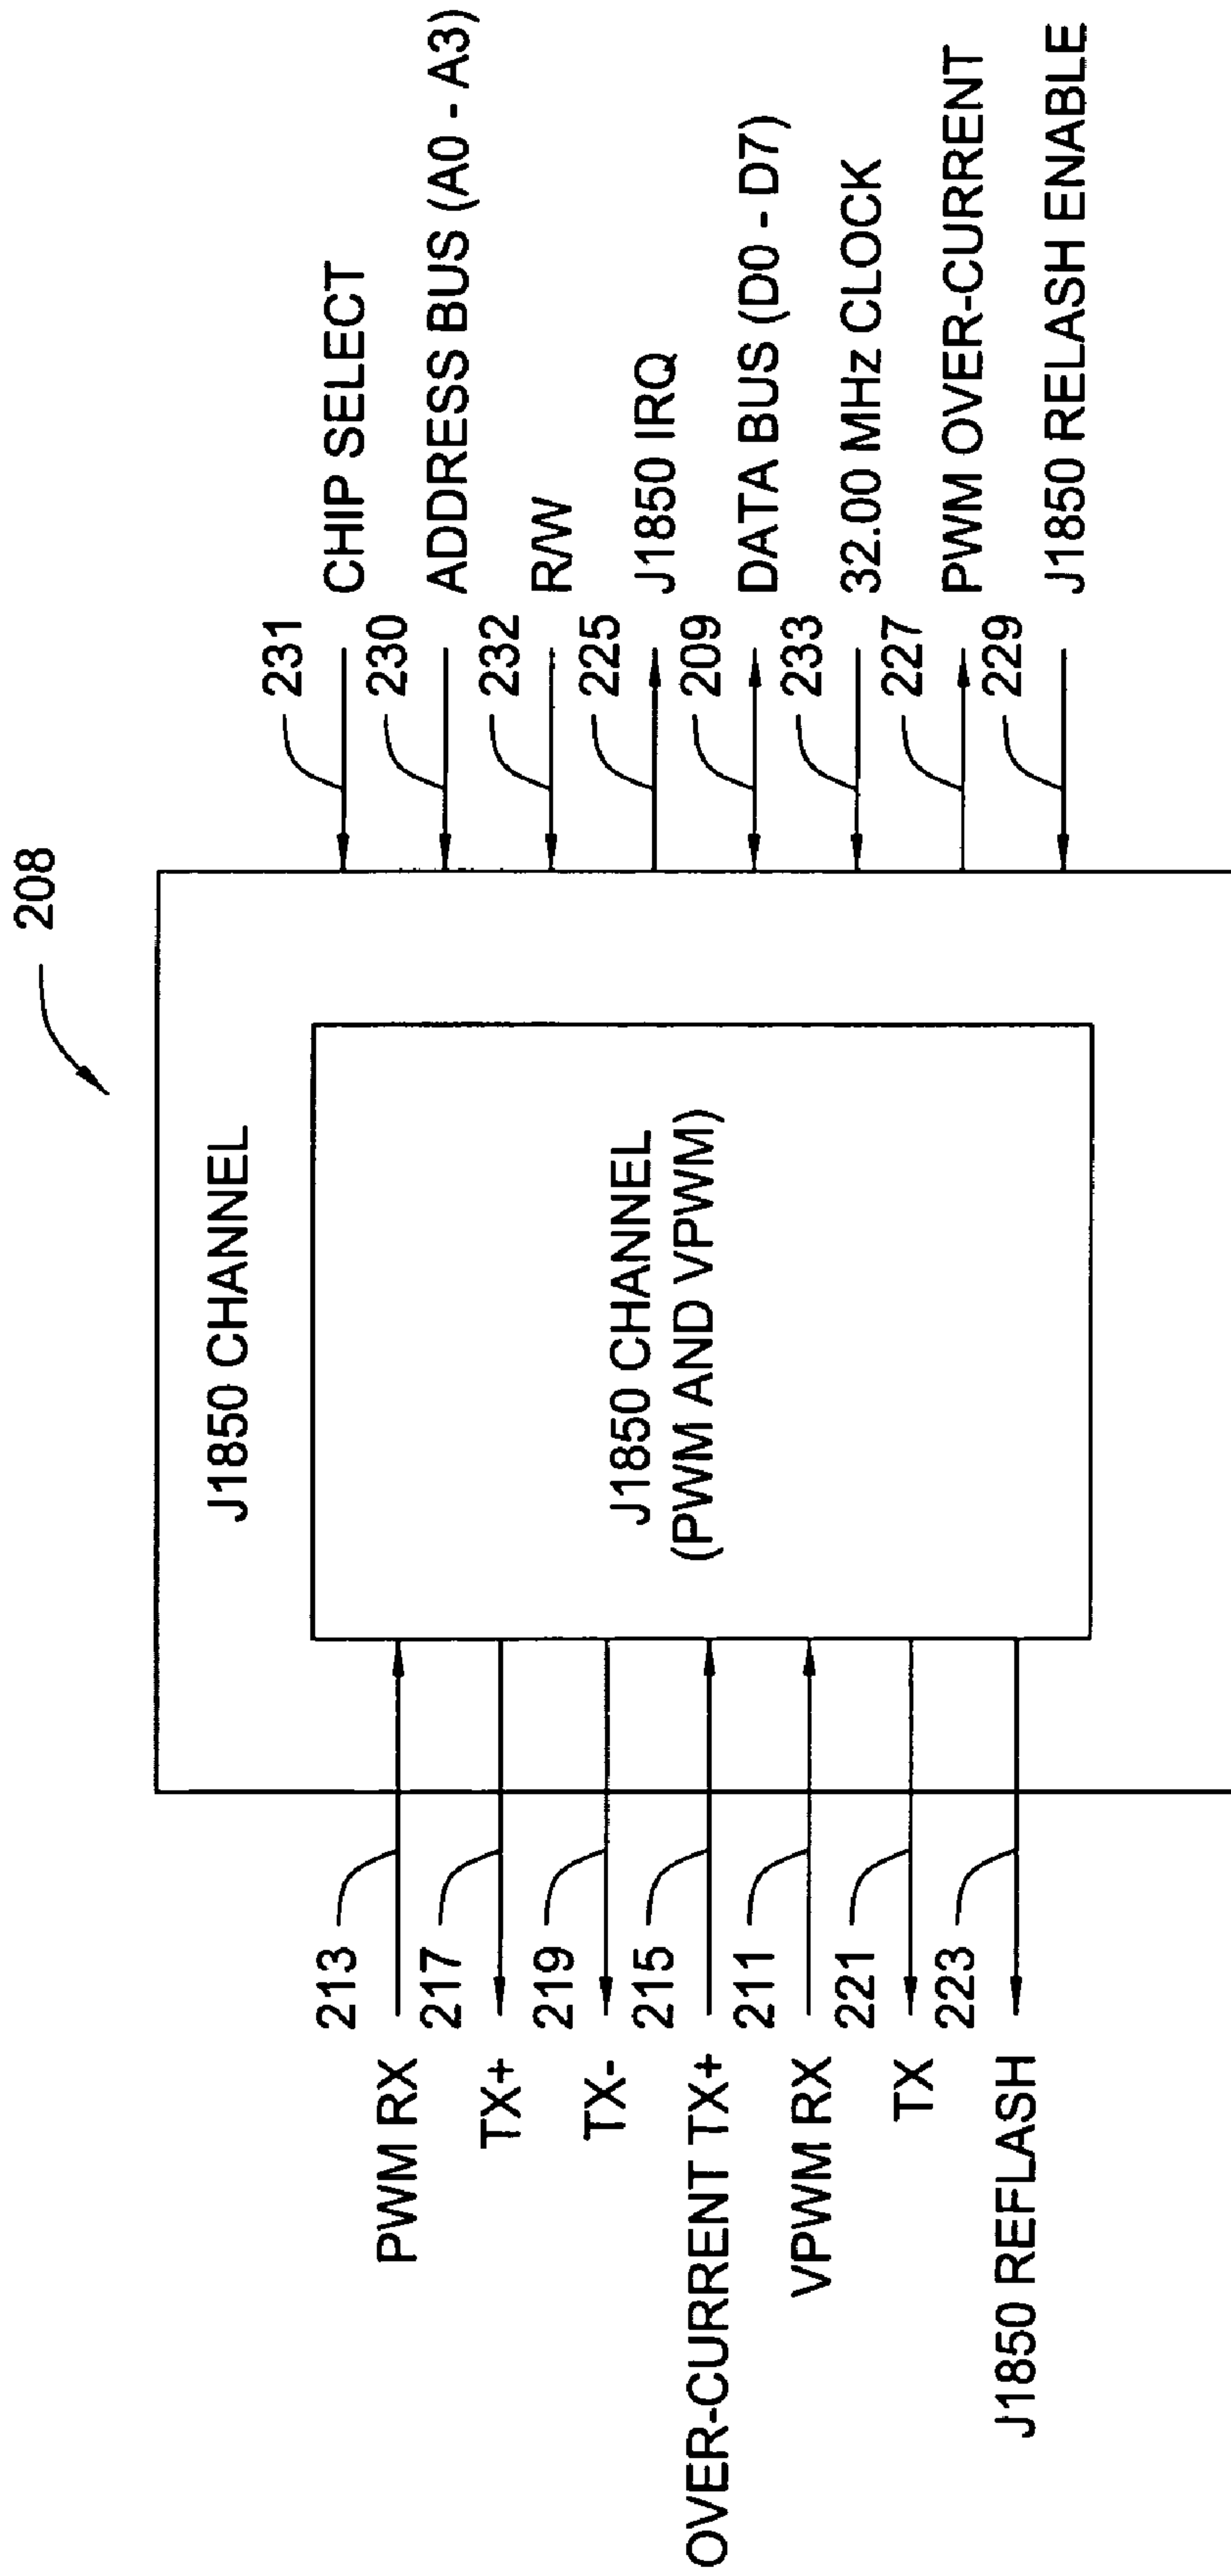 208
J1850 CHANNEL
J1850 CHANNEL
(PWM AND VPWM)
213
PWM RX
217
TX+
219
TX-
215
OVER-CURRENT TX+
211
VPWM RX
221
TX
223
J1850 REFLASH
231
CHIP SELECT
230
ADDRESS BUS (A0 - A3)
232
R/W
225
J1850 IRQ
209
DATA BUS (D0 - D7)
233
32.00 MHz CLOCK
227
PWM OVER-CURRENT
229
J1850 RELASH ENABLE